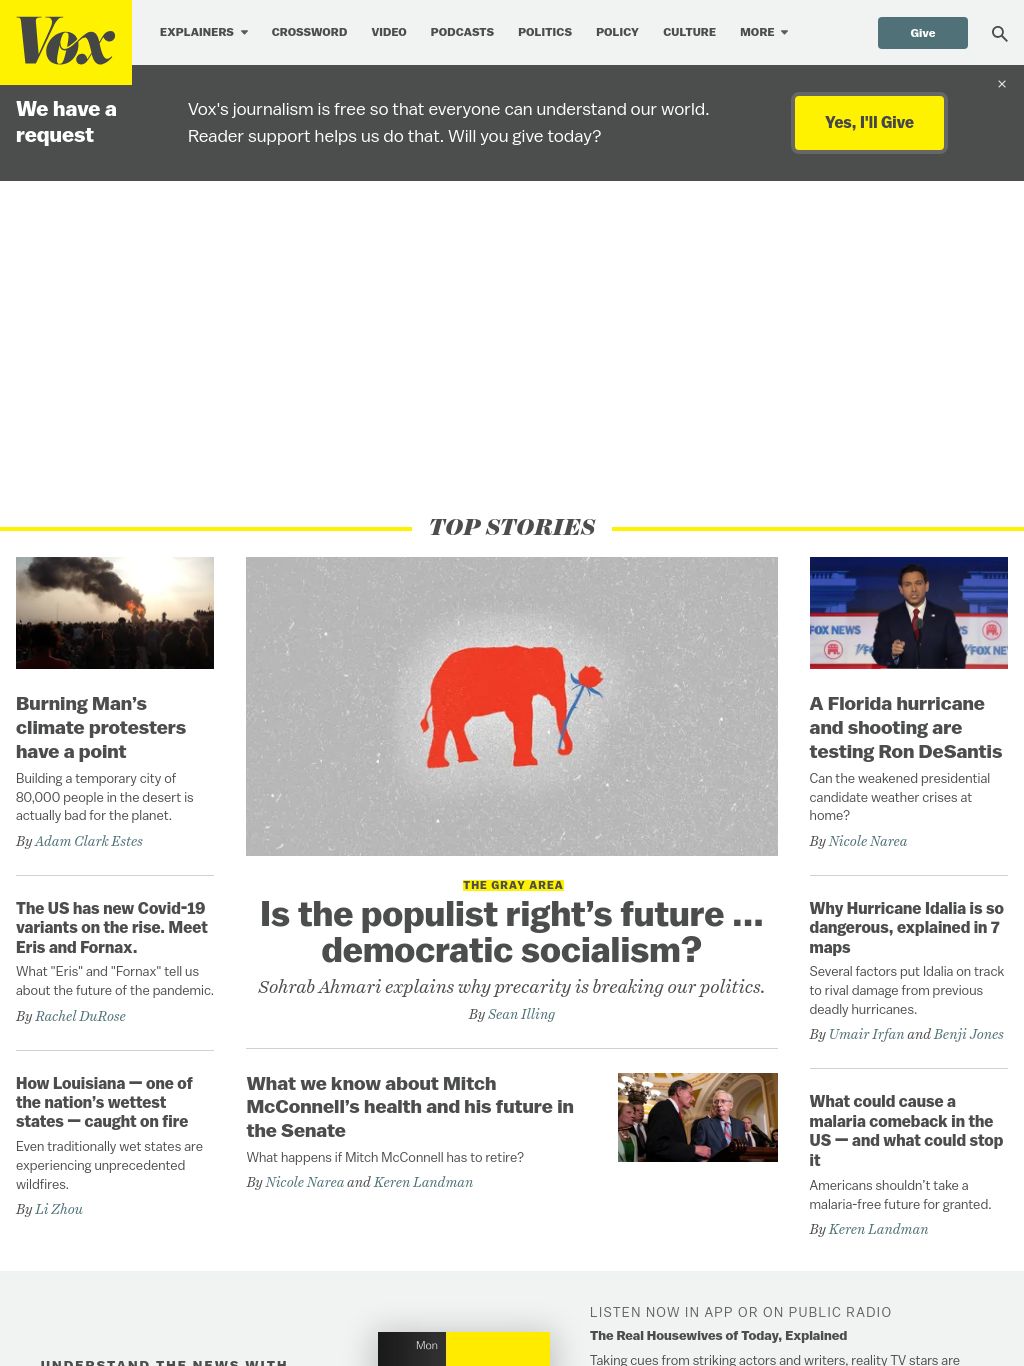 Vox
EXPLAINERS
CROSSWORD
VIDEO
PODCASTS
POLITICS
POLICY
CULTURE
MORE
Give
We have a
request
Vox's journalism is free so that everyone can understand our world.
Reader support helps us do that. Will you give today?
Yes, I'll Give
×
TOP STORIES
Burning Man’s
climate protesters
have a point
Building a temporary city of
80,000 people in the desert is
actually bad for the planet.
By Adam Clark Estes
The US has new Covid-19
variants on the rise. Meet
Eris and Fornax.
What "Eris" and "Fornax" tell us
about the future of the pandemic.
By Rachel DuRose
How Louisiana — one of
the nation’s wettest
states — caught on fire
Even traditionally wet states are
experiencing unprecedented
wildfires.
By Li Zhou
THE GRAY AREA
Is the populist right’s future ...
democratic socialism?
Sohrab Ahmari explains why precarity is breaking our politics.
By Sean Illing
What we know about Mitch
McConnell’s health and his future in
the Senate
What happens if Mitch McConnell has to retire?
By Nicole Narea and Keren Landman
FOX NEWS
FOX NE
A Florida hurricane
and shooting are
testing Ron DeSantis
Can the weakened presidential
candidate weather crises at
home?
By Nicole Narea
Why Hurricane Idalia is so
dangerous, explained in 7
maps
Several factors put Idalia on track
to rival damage from previous
deadly hurricanes.
By Umair Irfan and Benji Jones
What could cause a
malaria comeback in the
US — and what could stop
it
Americans shouldn’t take a
malaria-free future for granted.
By Keren Landman
UNDERSTAND THE NEWS WITH
Mon
LISTEN NOW IN APP OR ON PUBLIC RADIO
The Real Housewives of Today, Explained
Taking cues from striking actors and writers, reality TV stars are